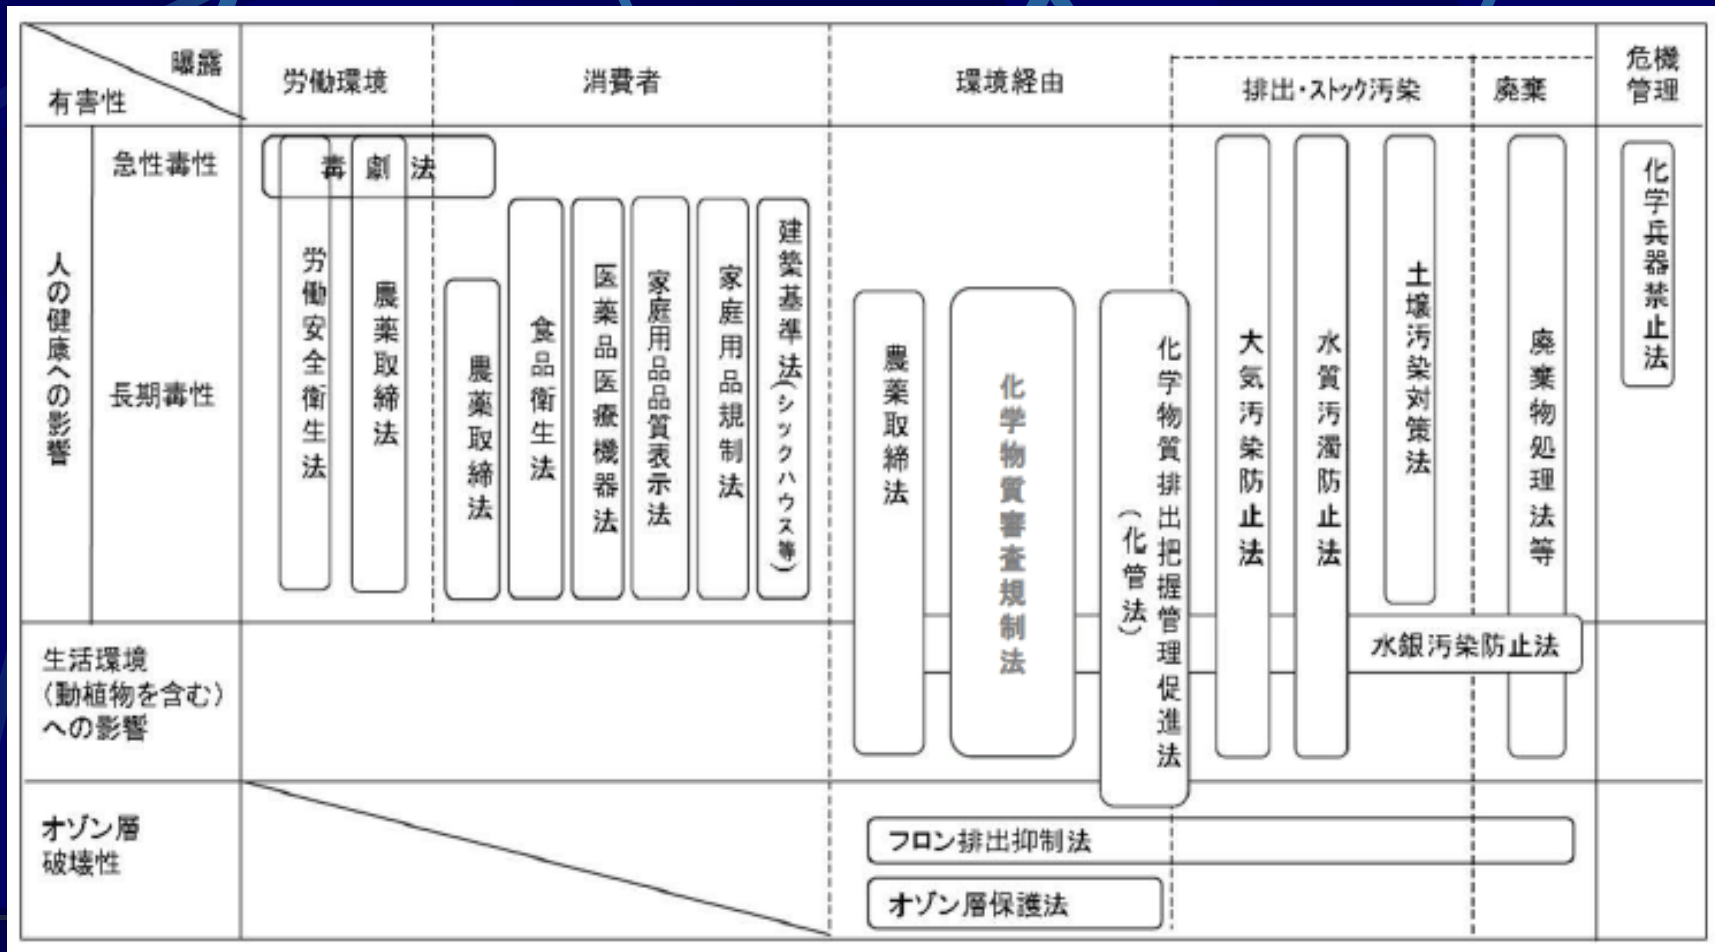 曝露
有害性
労働環境
消費者
環境経由
排出・ストック汚染
廃棄
危機
管理
人の健康への影響
急性毒性
長期毒性
毒劇法
労働安全衛生法
農薬取締法
農薬取締法
食品衛生法
医薬品医療機器法
家庭用品品質表示法
家庭用品規制法
建築基準法(シックハウス等)
農薬取締法
化学物質審査規制法
化学物質排出把握管理促進法
(化管法)
大気汚染防止法
水質汚濁防止法
土壌汚染対策法
廃棄物処理法等
化学兵器禁止法
水銀汚染防止法
生活環境
(動植物を含む)
への影響
オゾン層
破壊性
フロン排出抑制法
オゾン層保護法